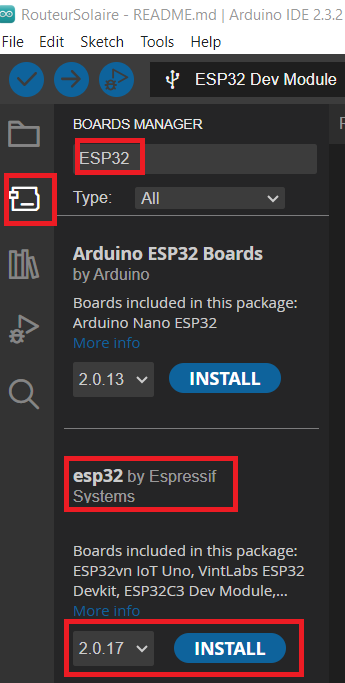 RouteurSolaire - README.md | Arduino IDE 2.3.2
File Edit Sketch Tools Help
ESP32 Dev Module
BOARDS MANAGER
ESP32
Type: All
Arduino ESP32 Boards
by Arduino
Boards included in this package:
Arduino Nano ESP32
More info
2.0.13 INSTALL
esp32 by Espressif
Systems
Boards included in this package:
ESP32vn IoT Uno, VintLabs ESP32
Devkit, ESP32C3 Dev Module,...
More info
2.0.17 INSTALL